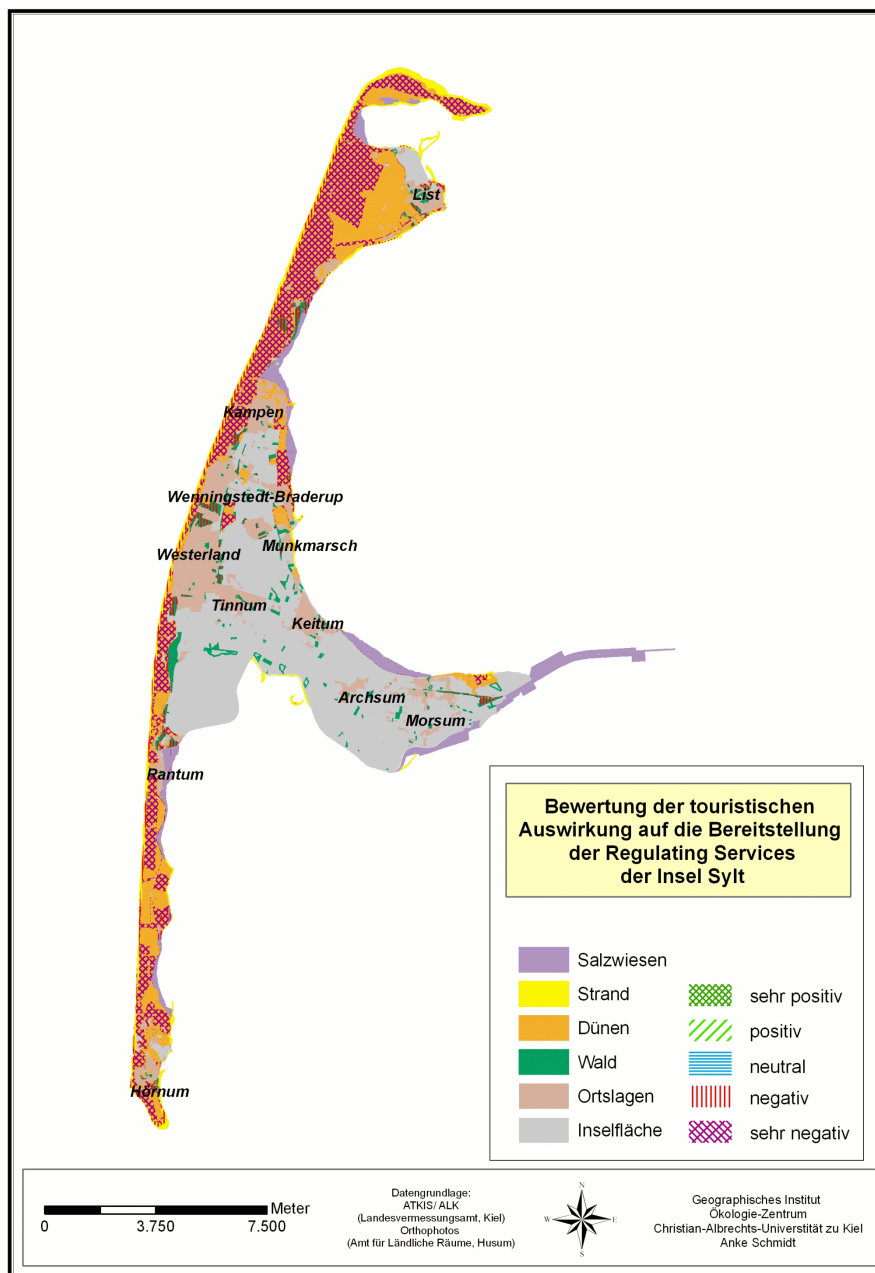 List
Kampen
Wenningstedt-Braderup
Munkmarsch
Westerland
Tinnum
Keitum
Archsum
Morsum
Rantum
Hörnum
Bewertung der touristischen
Auswirkung auf die Bereitstellung
der Regulating Services
der Insel Sylt
Salzwiesen
Strand
Dünen
Wald
Ortslagen
Inselfläche
sehr positiv
positiv
neutral
negativ
sehr negativ
Meter
0 3.750 7.500
Datengrundlage:
ATKIS/ ALK
(Landesvermessungsamt, Kiel)
Orthophotos
(Amt für Ländliche Räume, Husum)
N
W E
S
Geographisches Institut
Ökologie-Zentrum
Christian-Albrechts-Universtität zu Kiel
Anke Schmidt